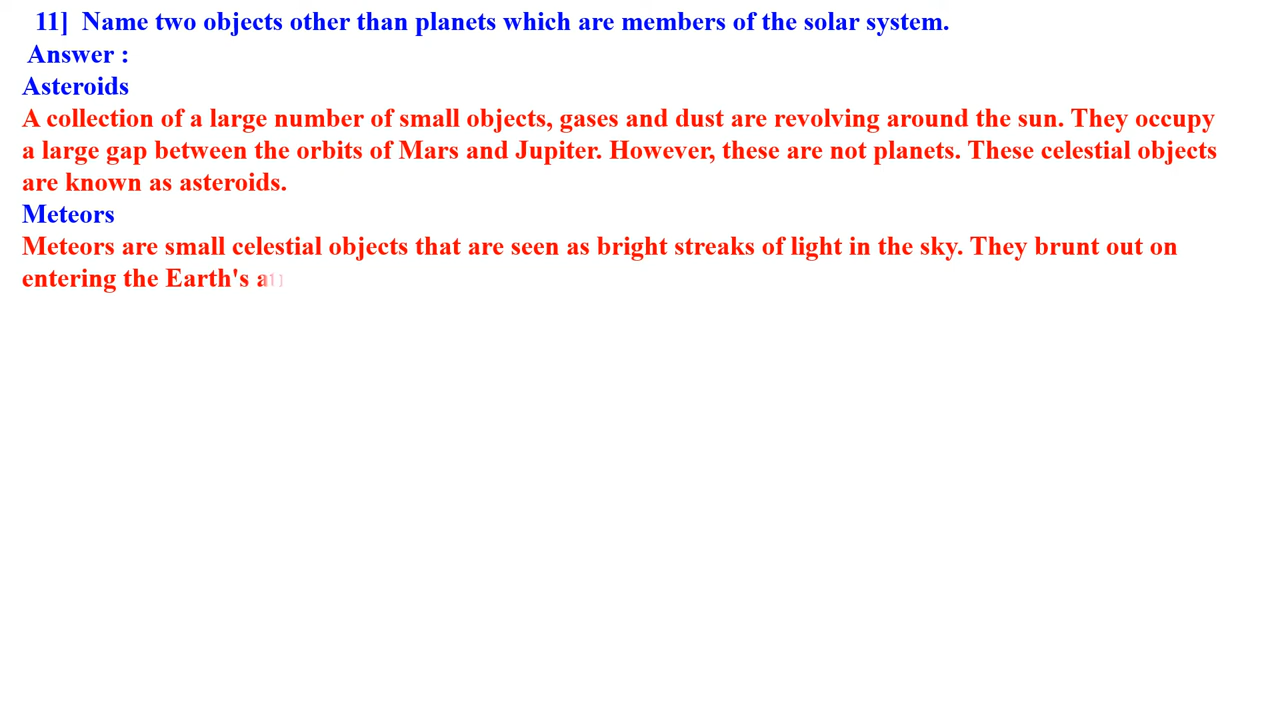 11] Name two objects other than planets which are members of the solar system.
Answer :
Asteroids
A collection of a large number of small objects, gases and dust are revolving around the sun. They occupy
a large gap between the orbits of Mars and Jupiter. However, these are not planets. These celestial objects
are known as asteroids.
Meteors
Meteors are small celestial objects that are seen as bright streaks of light in the sky. They brunt out on
entering the Earth's